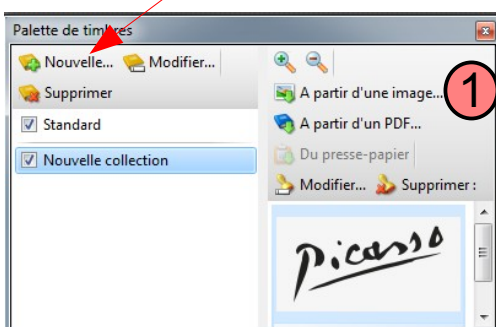 Palette de timbres
Nouvelle... Modifier...
Supprimer
Standard
Nouvelle collection
A partir d'une image...
1
A partir d'un PDF...
Du presse-papier
Modifier... Supprimer :
Picasso